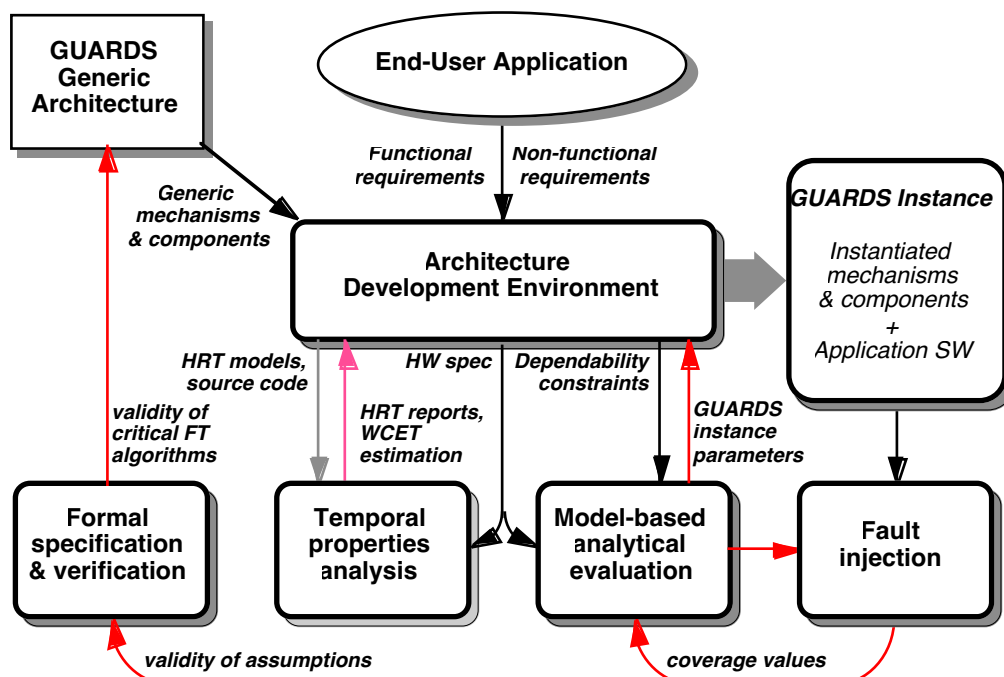 GUARDS
Generic
Architecture
End-User Application
Functional
requirements
Non-functional
requirements
Generic
mechanisms
& components
GUARDS Instance
Instantiated
mechanisms
& components
+
Application SW
Architecture
Development Environment
HRT models,
source code
HW spec
Dependability
constraints
validity of
critical FT
algorithms
HRT reports,
WCET
estimation
GUARDS
instance
parameters
Formal
specification
& verification
Temporal
properties
analysis
Model-based
analytical
evaluation
Fault
injection
validity of assumptions
coverage values